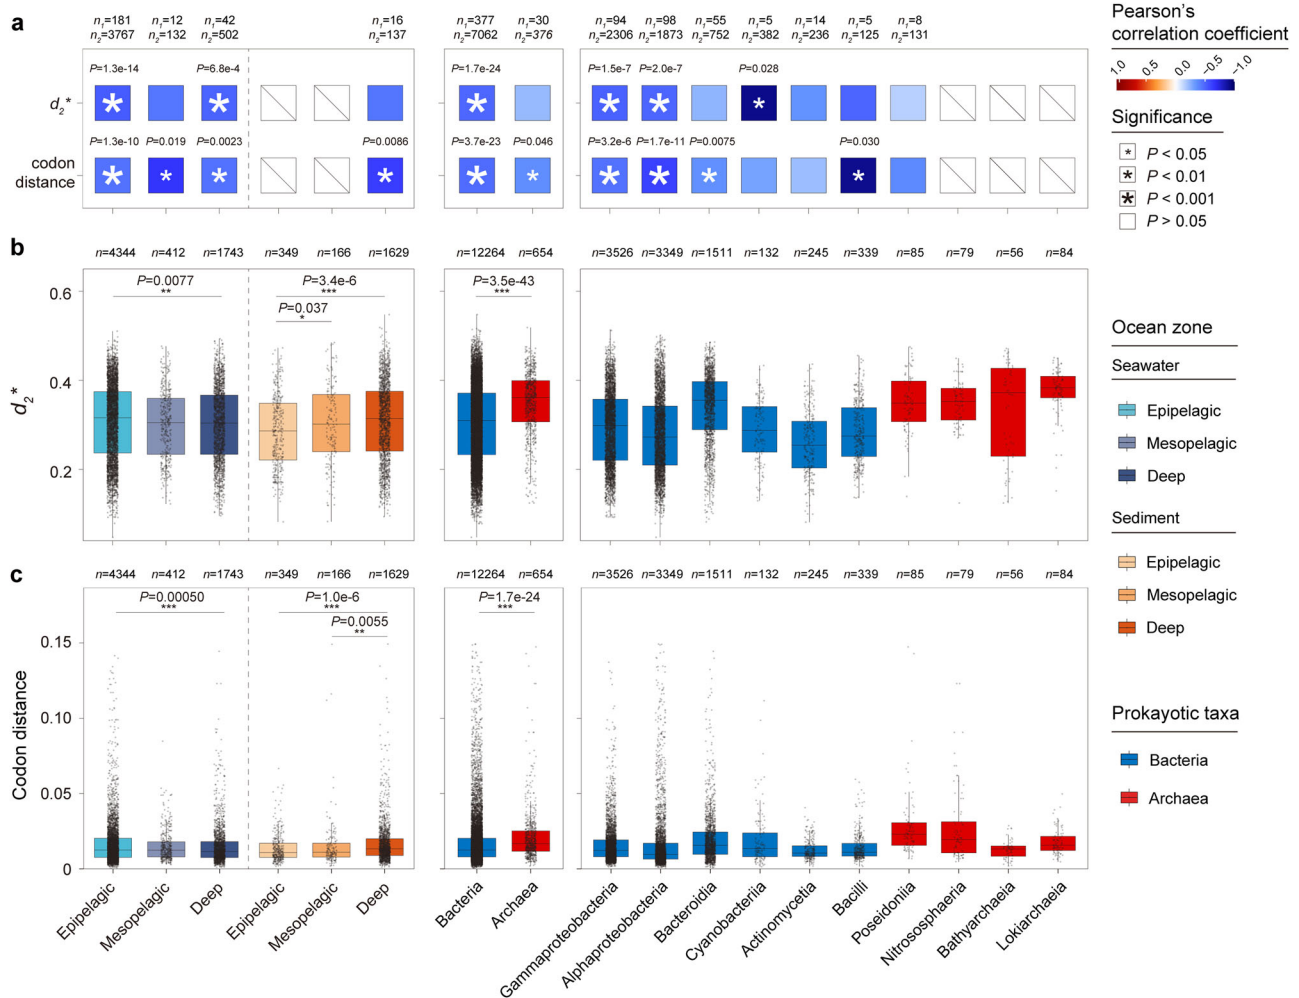 a
n1=181 n1=12 n1=42 n1=16 n1=377 n1=30 n1=94 n1=98 n1=55 n1=5 n1=14 n1=5 n1=8
n2=3767 n2=132 n2=502 n2=137 n2=7062 n2=376 n2=2306 n2=1873 n2=752 n2=382 n2=236 n2=125 n2=131
P=1.3e-14 P=6.8e-4 P=1.7e-24 P=1.5e-7 P=2.0e-7 P=0.028
d2*
P=1.3e-10 P=0.019 P=0.0023 P=0.0086 P=3.7e-23 P=0.046 P=3.2e-6 P=1.7e-11 P=0.0075 P=0.030
codon
distance
Pearson's
correlation coefficient
1.0 0.5 0.0 −0.5 −1.0
Significance
* P < 0.05
* P < 0.01
* P < 0.001
P > 0.05
b
n=4344 n=412 n=1743 n=349 n=166 n=1629 n=12264 n=654 n=3526 n=3349 n=1511 n=132 n=245 n=339 n=85 n=79 n=56 n=84
P=0.0077 P=3.4e-6 P=3.5e-43
** *** ***
P=0.037
*
d2*
0.6
0.4
0.2
Ocean zone
Seawater
Epipelagic
Mesopelagic
Deep
Sediment
Epipelagic
Mesopelagic
Deep
c
n=4344 n=412 n=1743 n=349 n=166 n=1629 n=12264 n=654 n=3526 n=3349 n=1511 n=132 n=245 n=339 n=85 n=79 n=56 n=84
P=0.00050 P=1.0e-6 P=1.7e-24
*** *** ***
P=0.0055
**
Codon distance
0.15
0.10
0.05
0
Prokayotic taxa
Bacteria
Archaea
Epipelagic
Mesopelagic
Deep
Epipelagic
Mesopelagic
Deep
Bacteria
Archaea
Gammaproteobacteria
Alphaproteobacteria
Bacteroidia
Cyanobacteriia
Actinomycetia
Bacilli
Poseidoniia
Nitrososphaeria
Bathyarchaeia
Lokiarchaeia